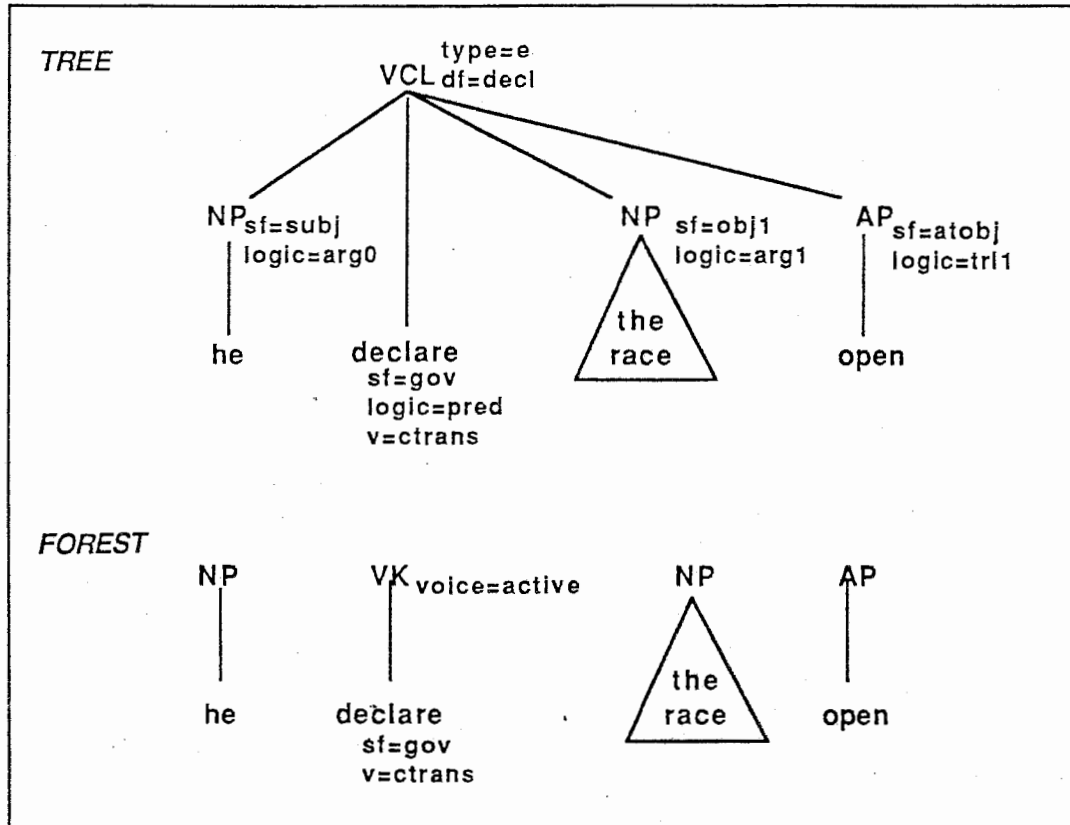 TREE
type=e
VCL df=decl
NP sf=subj NP sf=obj1 AP sf=atobj
logic=arg0 logic=arg1 logic=trl1
the
he declare race open
sf=gov
logic=pred
v=ctrans
FOREST
NP VK voice=active NP AP
the
he declare race open
sf=gov
v=ctrans